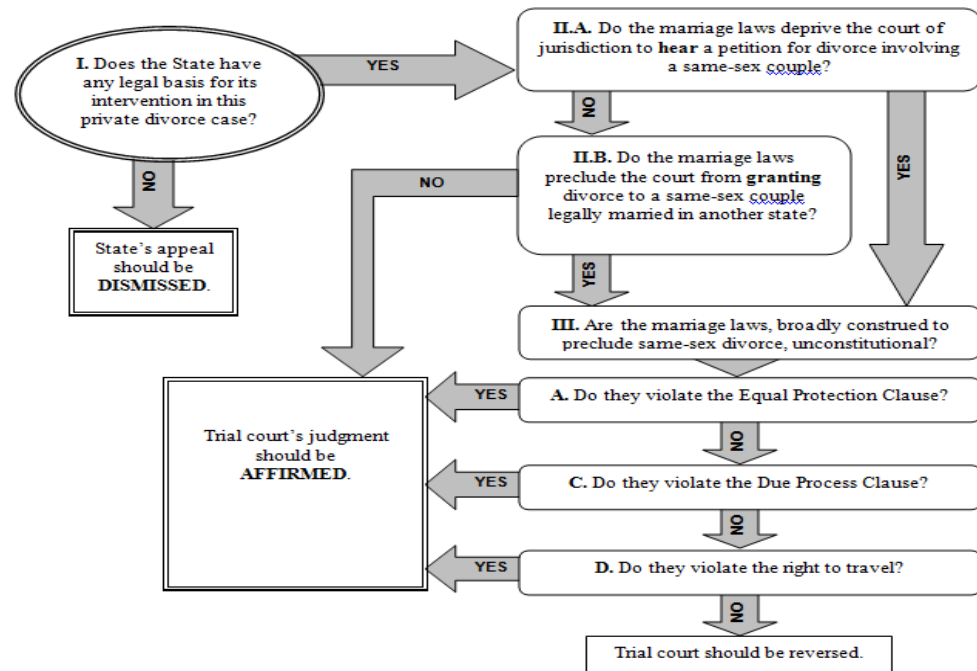 I. Does the State have
any legal basis for its
intervention in this
private divorce case?
YES
NO
State’s appeal
should be
DISMISSED.
II.A. Do the marriage laws deprive the court of
jurisdiction to hear a petition for divorce involving
a same-sex couple?
NO
YES
II.B. Do the marriage laws
preclude the court from granting
divorce to a same-sex couple
legally married in another state?
NO
YES
III. Are the marriage laws, broadly construed to
preclude same-sex divorce, unconstitutional?
A. Do they violate the Equal Protection Clause?
YES
NO
C. Do they violate the Due Process Clause?
YES
NO
D. Do they violate the right to travel?
YES
NO
Trial court’s judgment
should be
AFFIRMED.
Trial court should be reversed.